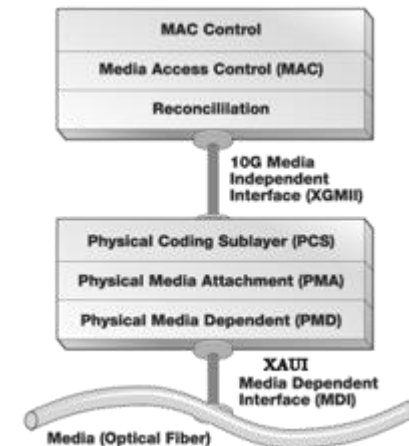 MAC Control
Media Access Control (MAC)
Reconcililation
10G Media
Independent
Interface (XGMII)
Physical Coding Sublayer (PCS)
Physical Media Attachment (PMA)
Physical Media Dependent (PMD)
XAUI
Media Dependent
Interface (MDI)
Media (Optical Fiber)